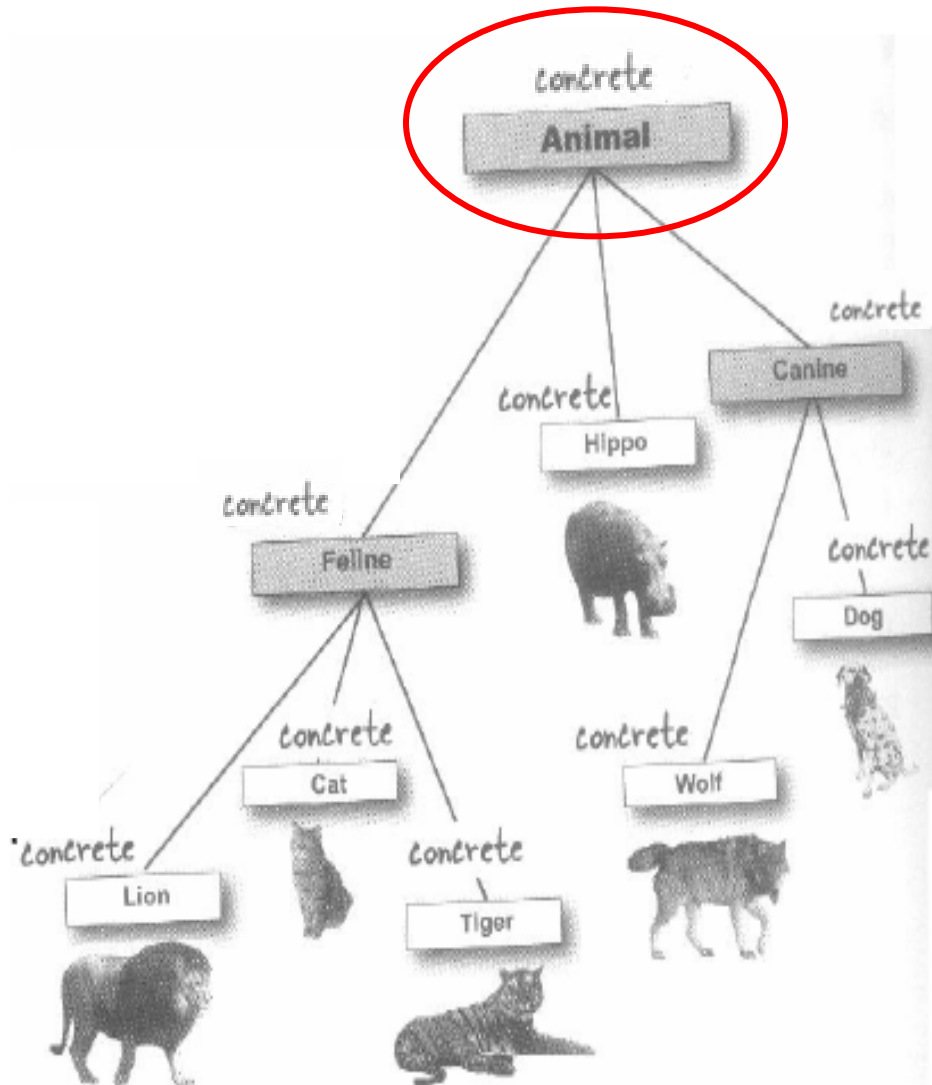 concrete
Animal
concrete
Canine
concrete
Hippo
concrete
Feline
concrete
Dog
concrete
Cat
concrete
Wolf
concrete
Lion
concrete
Tiger